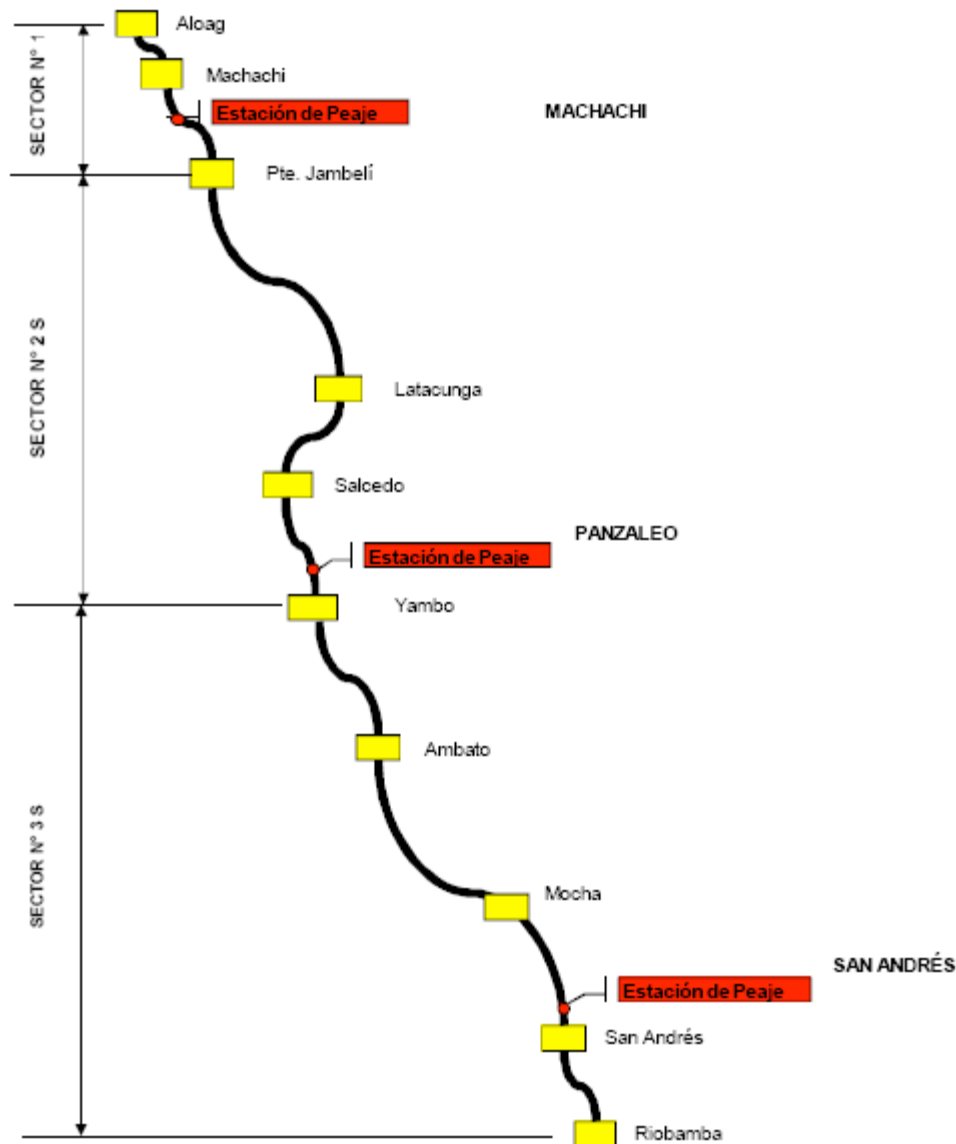 Aloag
SECTOR N° 1
Machachi
Estación de Peaje
MACHACHI
Pte. Jambelí
SECTOR N° 2 S
Latacunga
Salcedo
PANZALEO
Estación de Peaje
Yambo
Ambato
SECTOR N° 3 S
Mocha
SAN ANDRÉS
Estación de Peaje
San Andrés
Riobamba